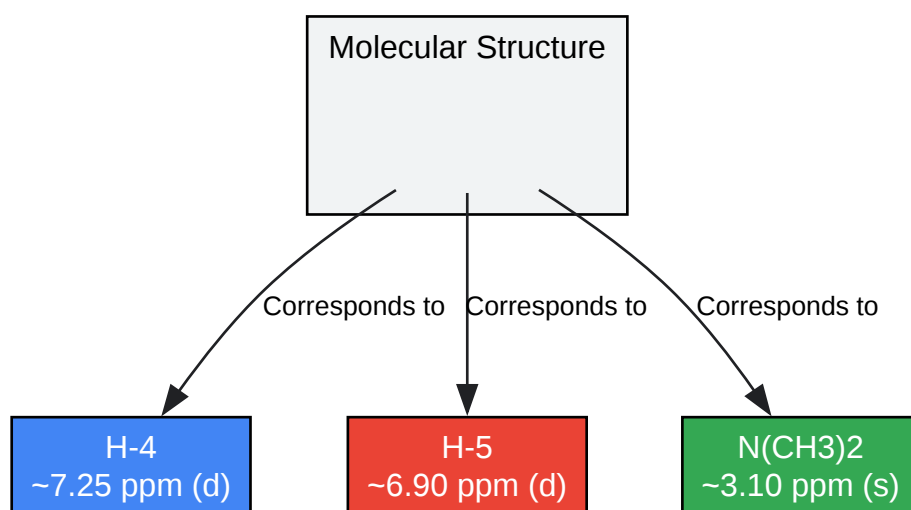 Molecular Structure
Corresponds to
Corresponds to
Corresponds to
H-4
~7.25 ppm (d)
H-5
~6.90 ppm (d)
N(CH3)2
~3.10 ppm (s)